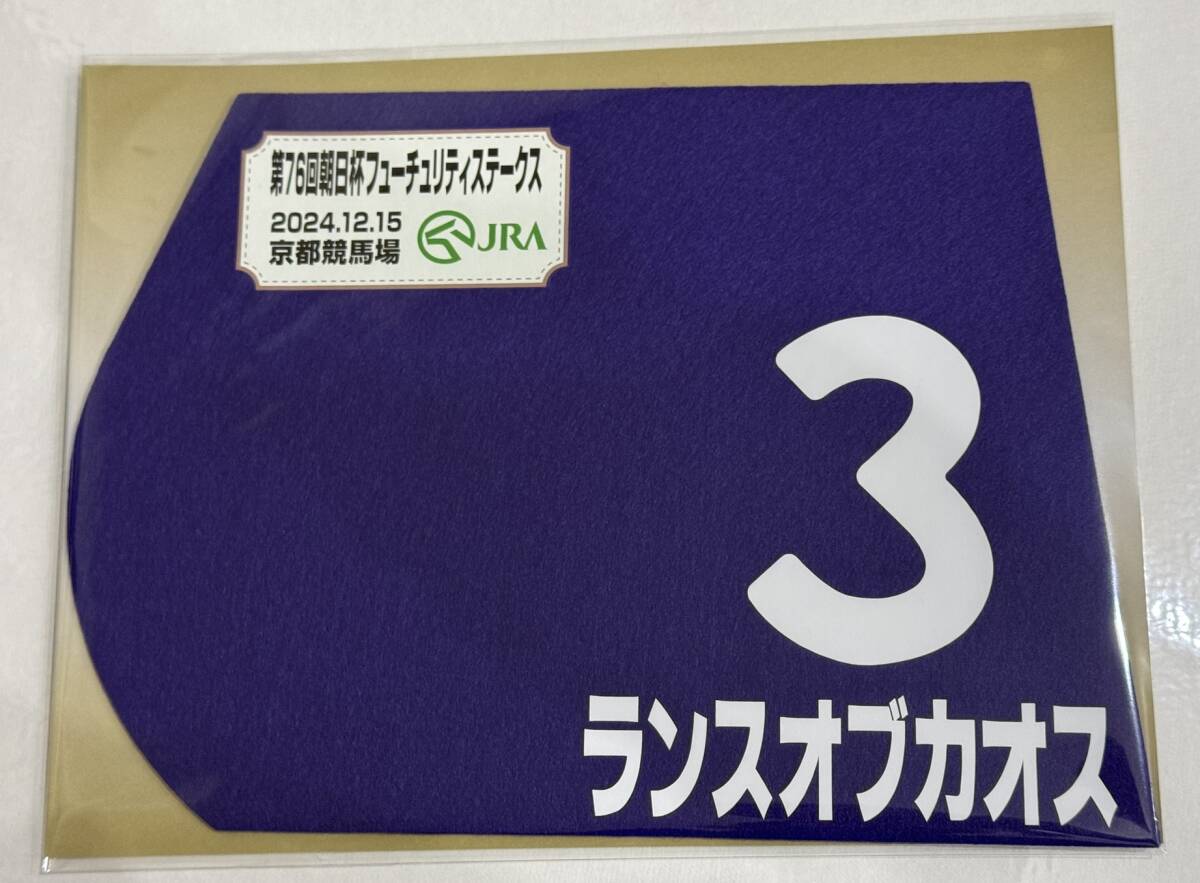 第76回朝日杯フューチュリティステークス
2024.12.15
京都競馬場
JRA
3
ランスオブカオス